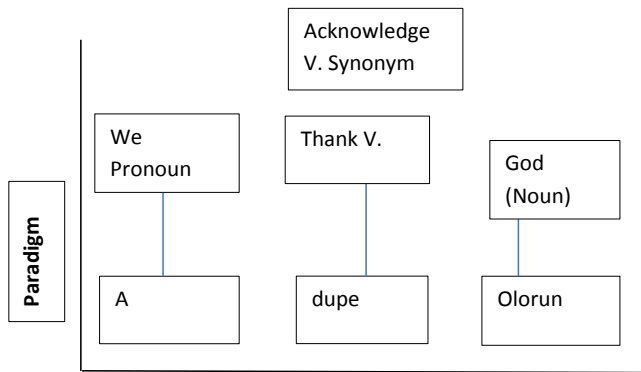 Acknowledge
V. Synonym
We
Pronoun
Thank V.
God
(Noun)
Paradigm
A
dupe
Olorun